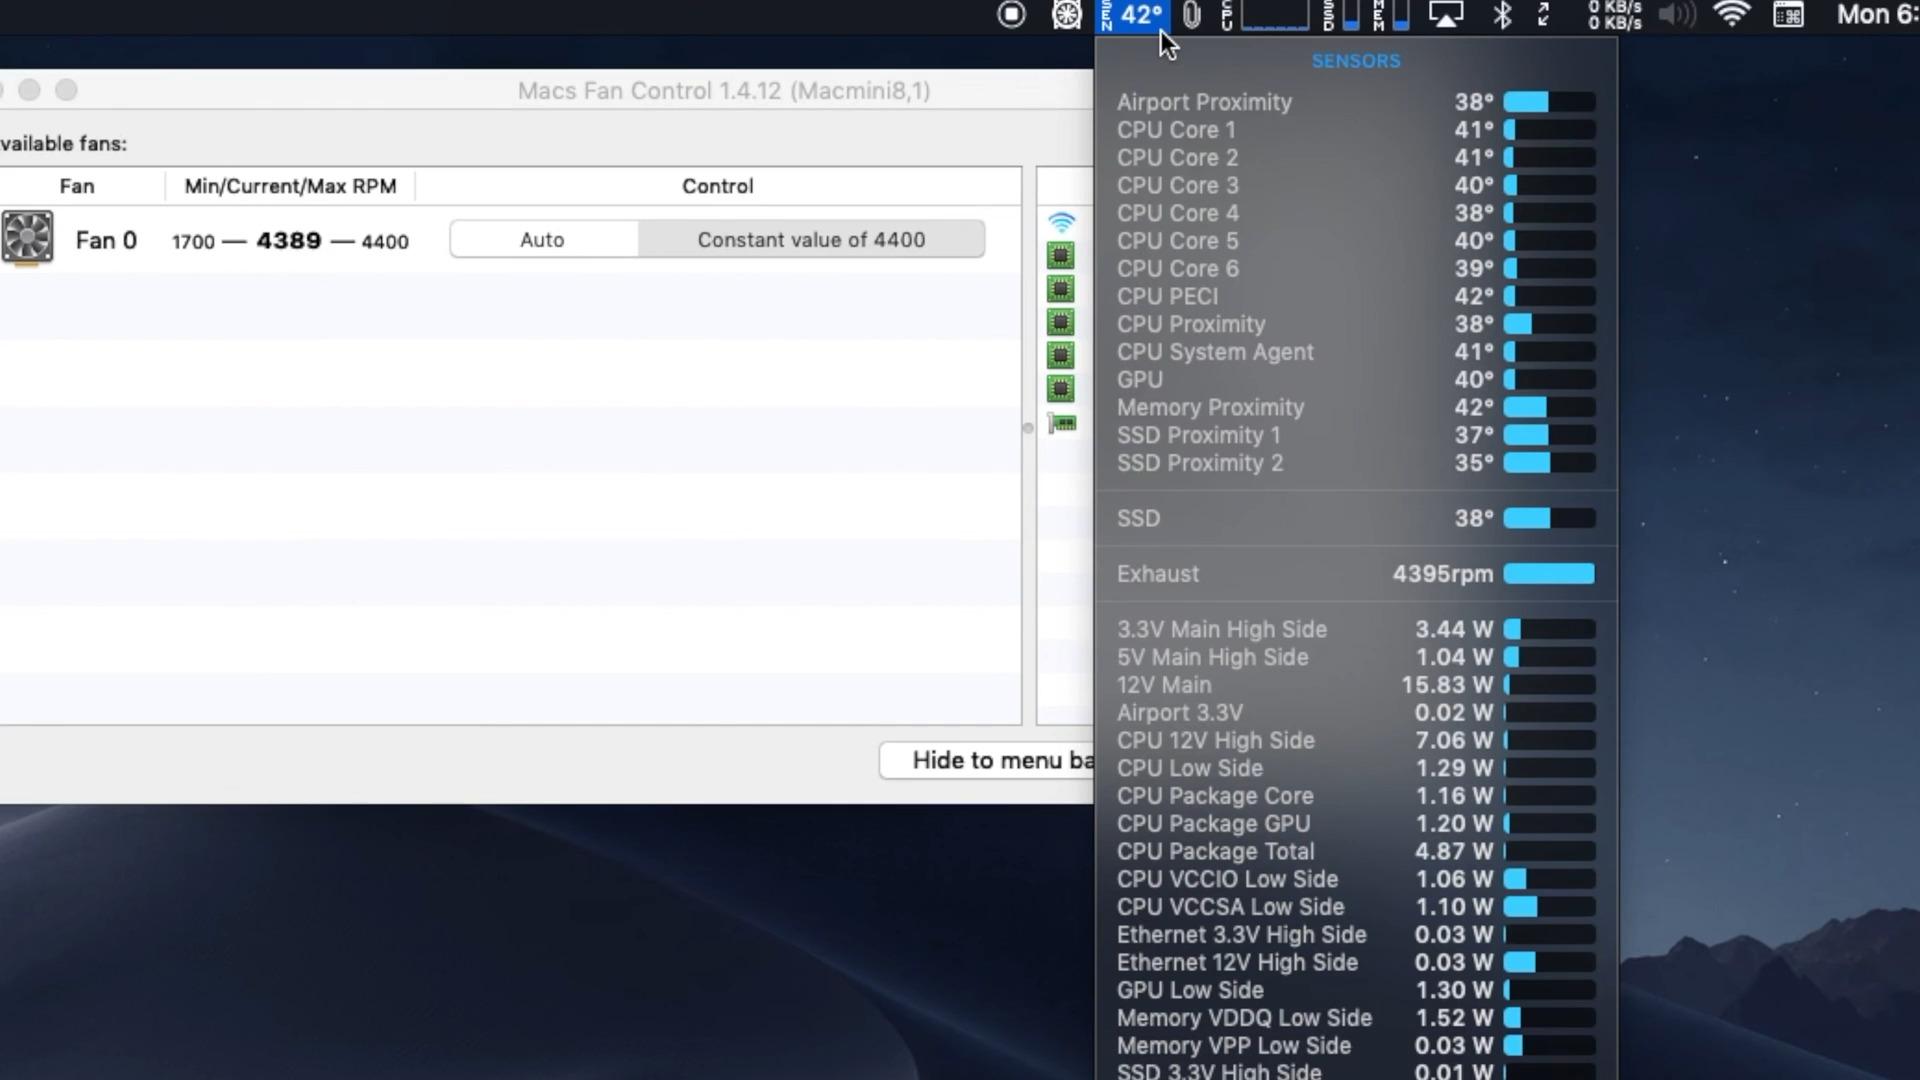 SEN 42° CPU SSD MEM 0 KB/s Mon 6:
0 KB/s
SENSORS
Macs Fan Control 1.4.12 (Macmini8,1)
vailable fans:
Fan Min/Current/Max RPM Control
Fan 0 1700 — 4389 — 4400 Auto Constant value of 4400
Hide to menu ba
Airport Proximity 38°
CPU Core 1 41°
CPU Core 2 41°
CPU Core 3 40°
CPU Core 4 38°
CPU Core 5 40°
CPU Core 6 39°
CPU PECI 42°
CPU Proximity 38°
CPU System Agent 41°
GPU 40°
Memory Proximity 42°
SSD Proximity 1 37°
SSD Proximity 2 35°
SSD 38°
Exhaust 4395rpm
3.3V Main High Side 3.44 W
5V Main High Side 1.04 W
12V Main 15.83 W
Airport 3.3V 0.02 W
CPU 12V High Side 7.06 W
CPU Low Side 1.29 W
CPU Package Core 1.16 W
CPU Package GPU 1.20 W
CPU Package Total 4.87 W
CPU VCCIO Low Side 1.06 W
CPU VCCSA Low Side 1.10 W
Ethernet 3.3V High Side 0.03 W
Ethernet 12V High Side 0.03 W
GPU Low Side 1.30 W
Memory VDDQ Low Side 1.52 W
Memory VPP Low Side 0.03 W
SSD 3.3V High Side 0.01 W